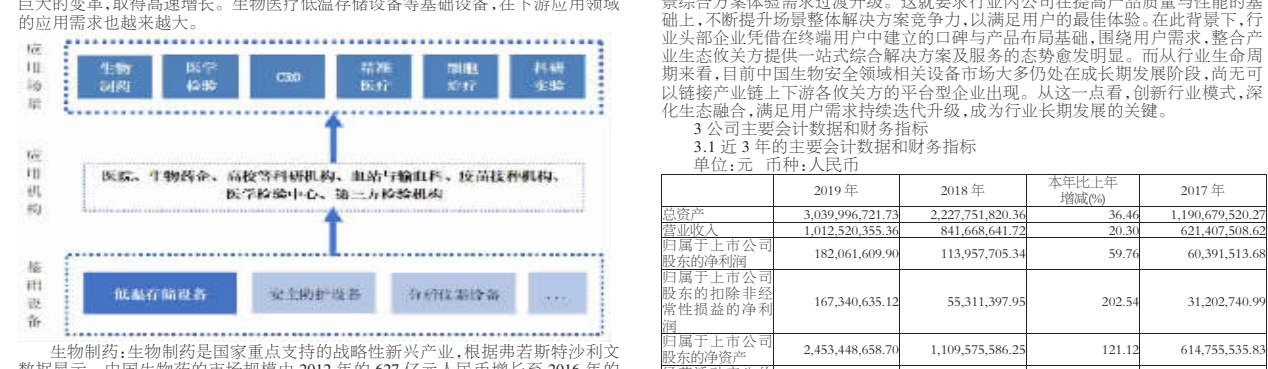 巨大的变革,取得高速增长。生物医疗低温存储设备等基础设备,在下游应用领域
的应用需求也越来越大。
应用场景
生物制药
医学检验
CRO
精准医疗
细胞治疗
科研实验
应用机构
医院、生物药企、高校等科研机构、血站与输血科、疫苗接种机构、
医学检验中心、第三方检验机构
使用设备
低温存储设备
安全防护设备
分析仪器设备
...
生物制药:生物制药是国家重点支持的战略性新兴产业,根据弗若斯特沙利文
景综合方案体验需求过渡升级。这就要求行业内公司在提高产品质量与性能的基
础上,不断提升场景整体解决方案竞争力,以满足用户的最佳体验。在此背景下,行
业头部企业凭借在终端用户中建立的口碑与产品布局基础,围绕用户需求,整合产
业生态攸关方提供一站式综合解决方案及服务的态势愈发明显。而从行业生命周
期来看,目前中国生物安全领域相关设备市场大多仍处在成长期发展阶段,尚无可
以链接产业链上下游各攸关方的平台型企业出现。从这一点看,创新行业模式,深
化生态融合,满足用户需求持续迭代升级,成为行业长期发展的关键。
3 公司主要会计数据和财务指标
3.1 近 3 年的主要会计数据和财务指标
单位:元 币种:人民币
2019 年 2018 年 本年比上年增减(%) 2017 年
总资产 3,039,996,721.73 2,227,751,820.36 36.46 1,190,679,520.27
营业收入 1,012,520,355.36 841,668,641.72 20.30 621,407,508.62
归属于上市公司
股东的净利润 182,061,609.90 113,957,705.34 59.76 60,391,513.68
归属于上市公司
股东的扣除非经
常性损益的净利
润 167,340,635.12 55,311,397.95 202.54 31,202,740.99
归属于上市公司
股东的净资产 2,453,448,658.70 1,109,575,586.25 121.12 614,755,535.83